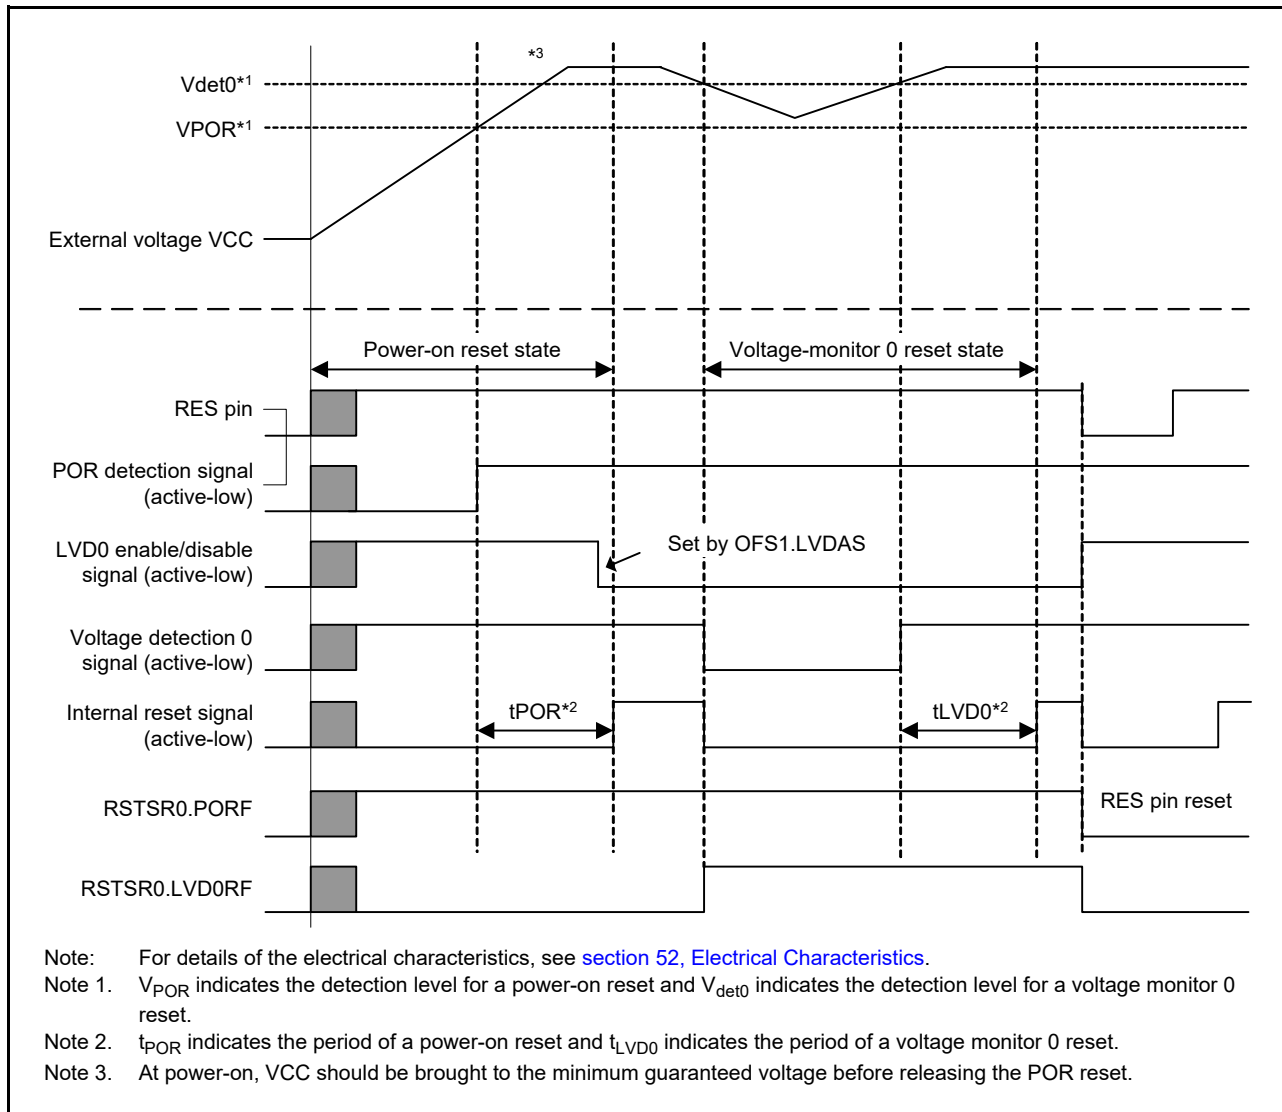 *3
Vdet0*1
VPOR*1
External voltage VCC
Power-on reset state
Voltage-monitor 0 reset state
RES pin
POR detection signal
(active-low)
LVD0 enable/disable
signal (active-low)
Set by OFS1.LVDAS
Voltage detection 0
signal (active-low)
Internal reset signal
(active-low)
tPOR*2
tLVD0*2
RSTSR0.PORF
RES pin reset
RSTSR0.LVD0RF
Note: For details of the electrical characteristics, see section 52, Electrical Characteristics.
Note 1. VPOR indicates the detection level for a power-on reset and Vdet0 indicates the detection level for a voltage monitor 0
reset.
Note 2. tPOR indicates the period of a power-on reset and tLVD0 indicates the period of a voltage monitor 0 reset.
Note 3. At power-on, VCC should be brought to the minimum guaranteed voltage before releasing the POR reset.